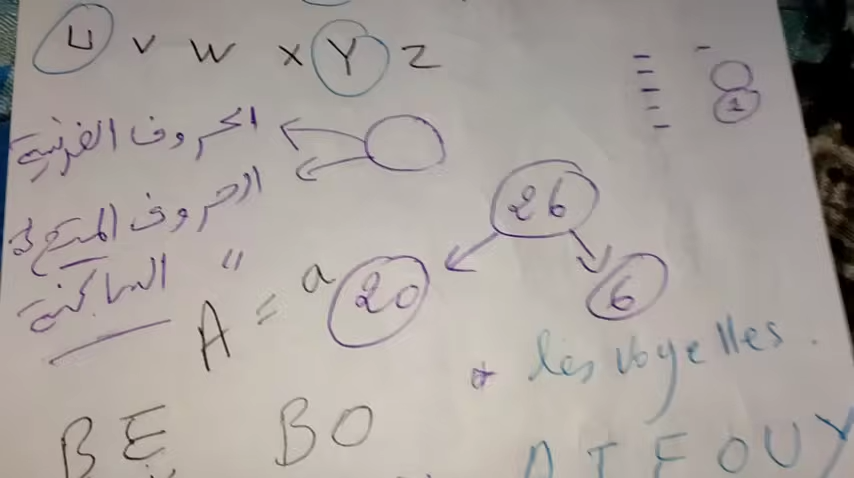 U V W X Y Z
الحروف الفرنسية
الحروف المتحركة
" الساكنة
26
20
6
A = a
les voyelles.
BE BO
A I E O U Y